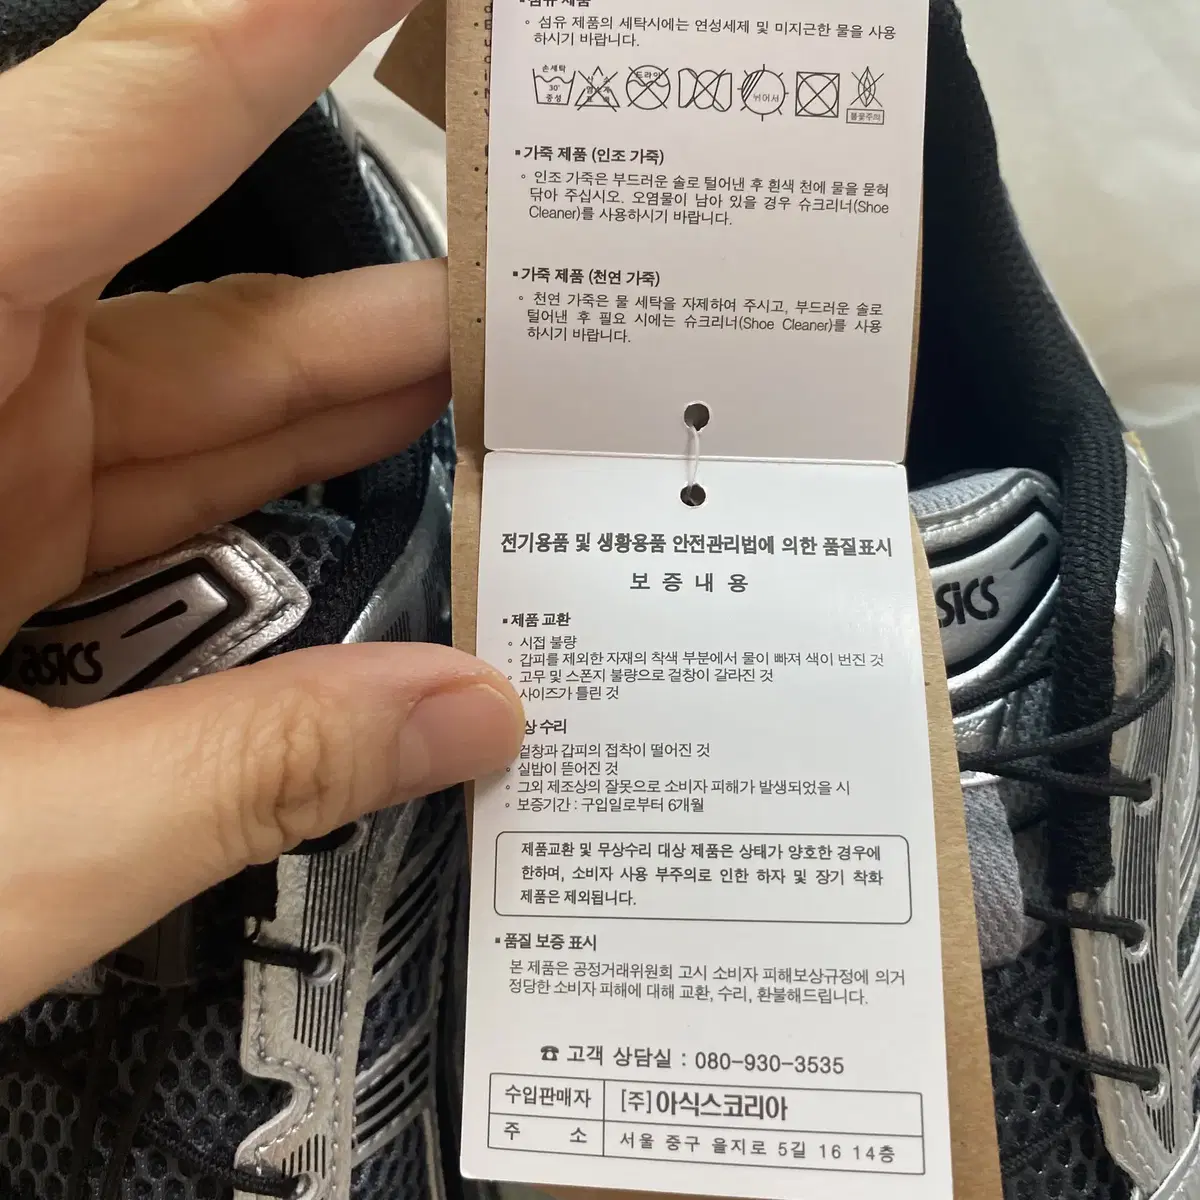 섬유 제품
◦ 섬유 제품의 세탁시에는 연성세제 및 미지근한 물을 사용
하시기 바랍니다.
손세탁
30°
중성
드라이
뉘어서
불꽃주의
▪ 가죽 제품 (인조 가죽)
◦ 인조 가죽은 부드러운 솔로 털어낸 후 흰색 천에 물을 묻혀
닦아 주십시오. 오염물이 남아 있을 경우 슈크리너(Shoe
Cleaner)를 사용하시기 바랍니다.
▪ 가죽 제품 (천연 가죽)
◦ 천연 가죽은 물 세탁을 자제하여 주시고, 부드러운 솔로
털어낸 후 필요 시에는 슈크리너(Shoe Cleaner)를 사용
하시기 바랍니다.
전기용품 및 생황용품 안전관리법에 의한 품질표시
보 증 내 용
▪ 제품 교환
◦ 시접 불량
◦ 갑피를 제외한 자재의 착색 부분에서 물이 빠져 색이 번진 것
◦ 고무 및 스폰지 불량으로 겉창이 갈라진 것
사이즈가 틀린 것
상 수리
겉창과 갑피의 접착이 떨어진 것
◦ 실밥이 뜯어진 것
◦ 그외 제조상의 잘못으로 소비자 피해가 발생되었을 시
◦ 보증기간 : 구입일로부터 6개월
제품교환 및 무상수리 대상 제품은 상태가 양호한 경우에
한하며, 소비자 사용 부주의로 인한 하자 및 장기 착화
제품은 제외됩니다.
▪ 품질 보증 표시
본 제품은 공정거래위원회 고시 소비자 피해보상규정에 의거
정당한 소비자 피해에 대해 교환, 수리, 환불해드립니다.
☎ 고객 상담실 : 080-930-3535
수입판매자 [주]아식스코리아
주 소 서울 중구 을지로 5길 16 14층
asics
asics